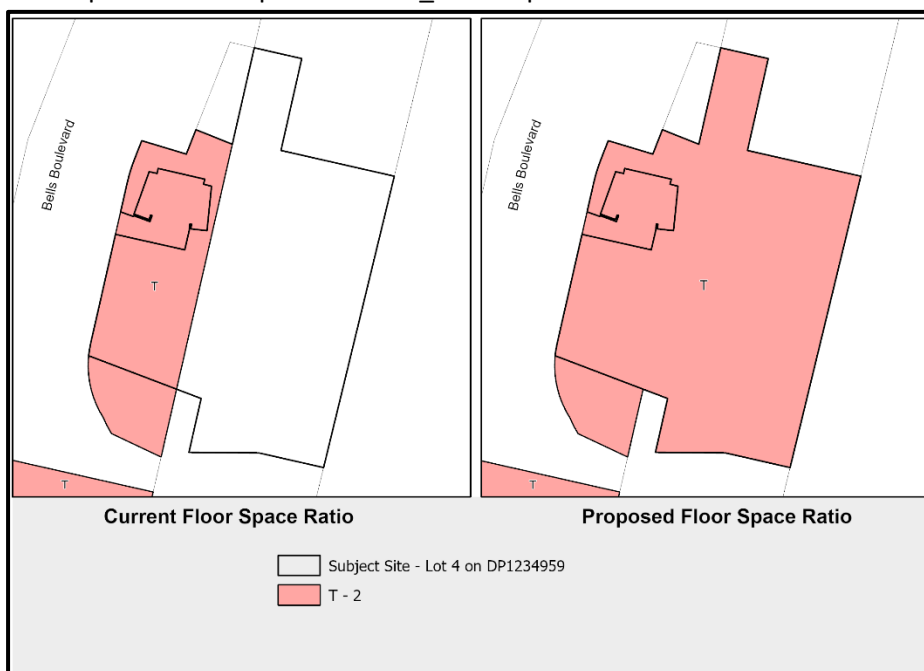 Bells Boulevard
T
T
Current Floor Space Ratio
Bells Boulevard
T
T
Proposed Floor Space Ratio
Subject Site - Lot 4 on DP1234959
T - 2